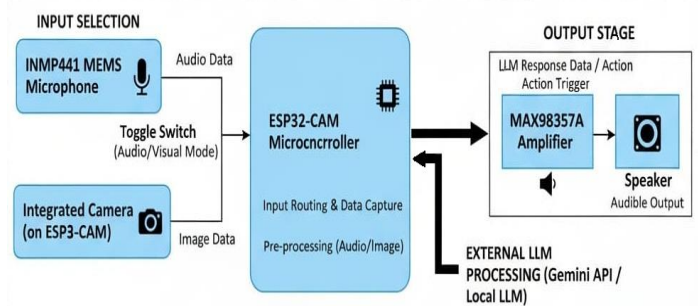 INPUT SELECTION
INMP441 MEMS
Microphone
Audio Data
Toggle Switch
(Audio/Visual Mode)
Integrated Camera
(on ESP3-CAM)
Image Data
ESP32-CAM
Microcncrroller
Input Routing & Data Capture
Pre-processing (Audio/Image)
OUTPUT STAGE
LLM Response Data / Action
Action Trigger
MAX98357A
Amplifier
Speaker
Audible Output
EXTERNAL LLM
PROCESSING (Gemini API /
Local LLM)